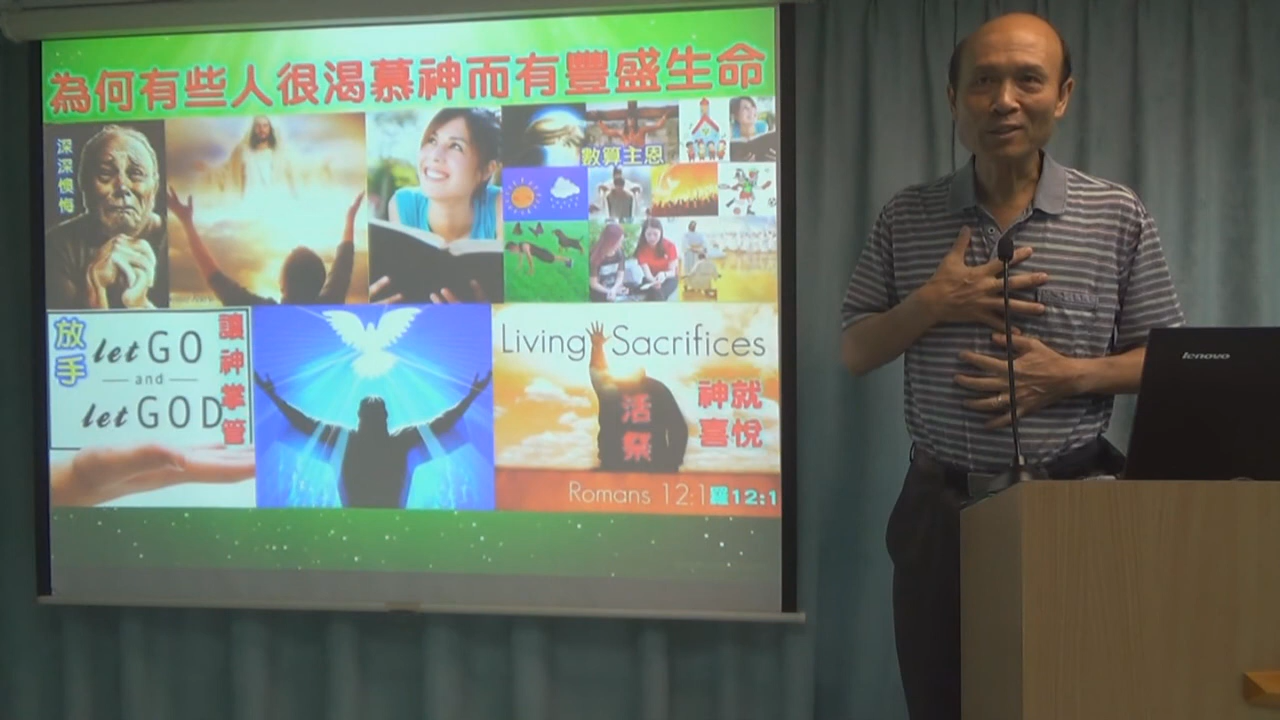 為何有些人很渴慕神而有豐盛生命
深深懊悔
數算主恩
放手
let GO
and
let GOD
讓神掌管
Living Sacrifices
活祭
神就喜悅
Romans 12:1
羅12:1
lenovo